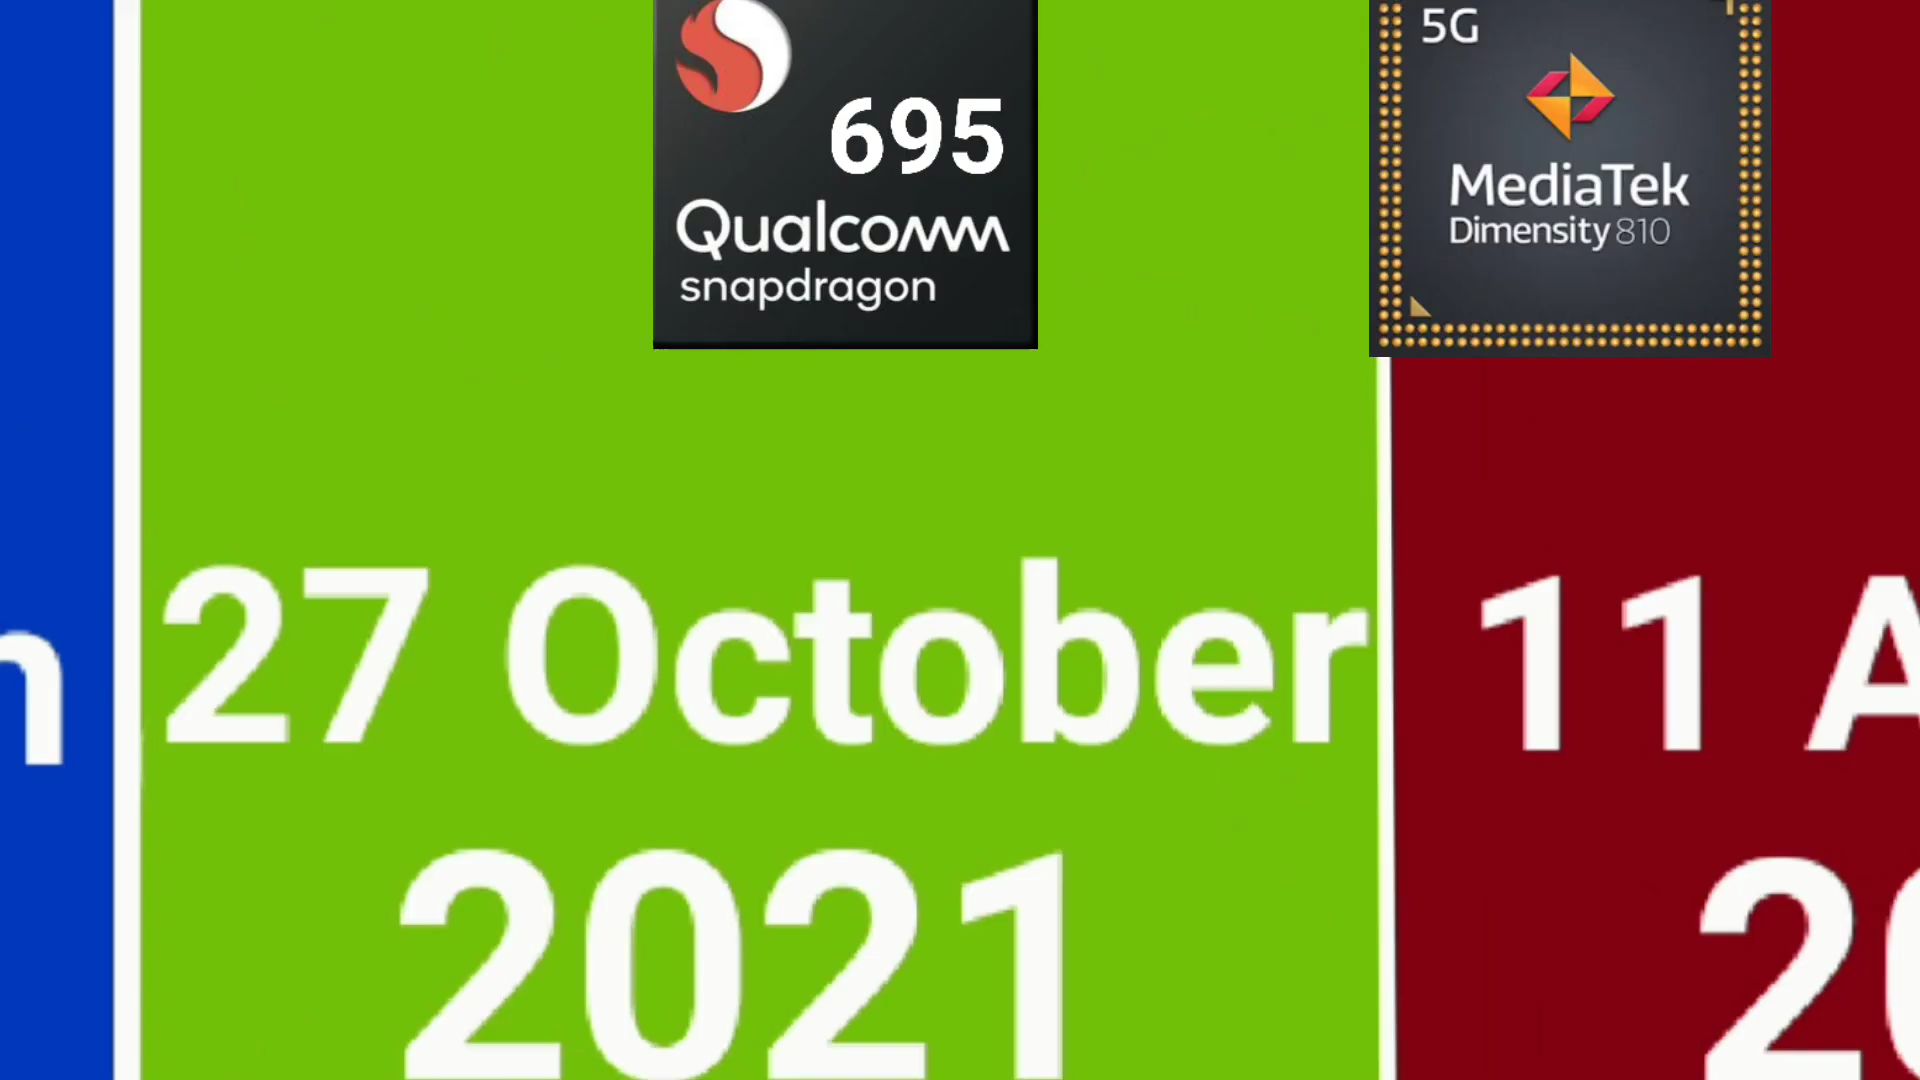 695
Qualcomm
snapdragon
5G
MediaTek
Dimensity 810
27 October
2021
11